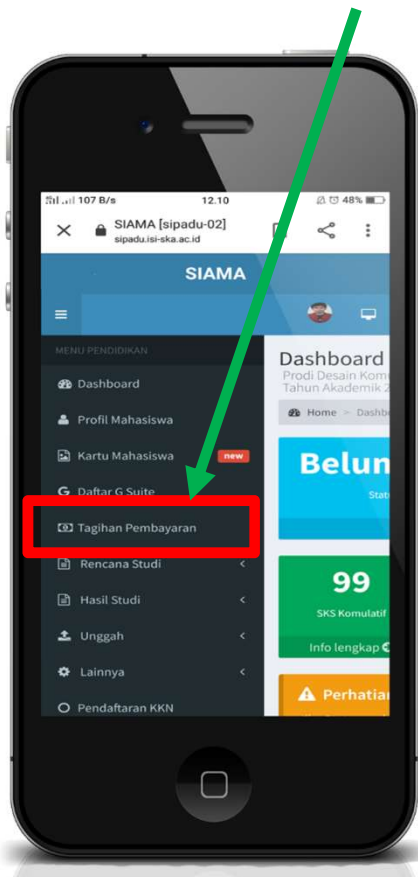 107 B/s 12.10 48%
SIAMA [sipadu-02]
sipadu.isi-ska.ac.id
SIAMA
MENU PENDIDIKAN
Dashboard
Profil Mahasiswa
Kartu Mahasiswa new
Daftar G Suite
Tagihan Pembayaran
Rencana Studi
Hasil Studi
Unggah
Lainnya
Pendaftaran KKN
Dashboard
Prodi Desain Kom
Tahun Akademik 2
Home > Dashb
Belun
Stat
99
SKS Komulatif
Info lengkap
Perhatia